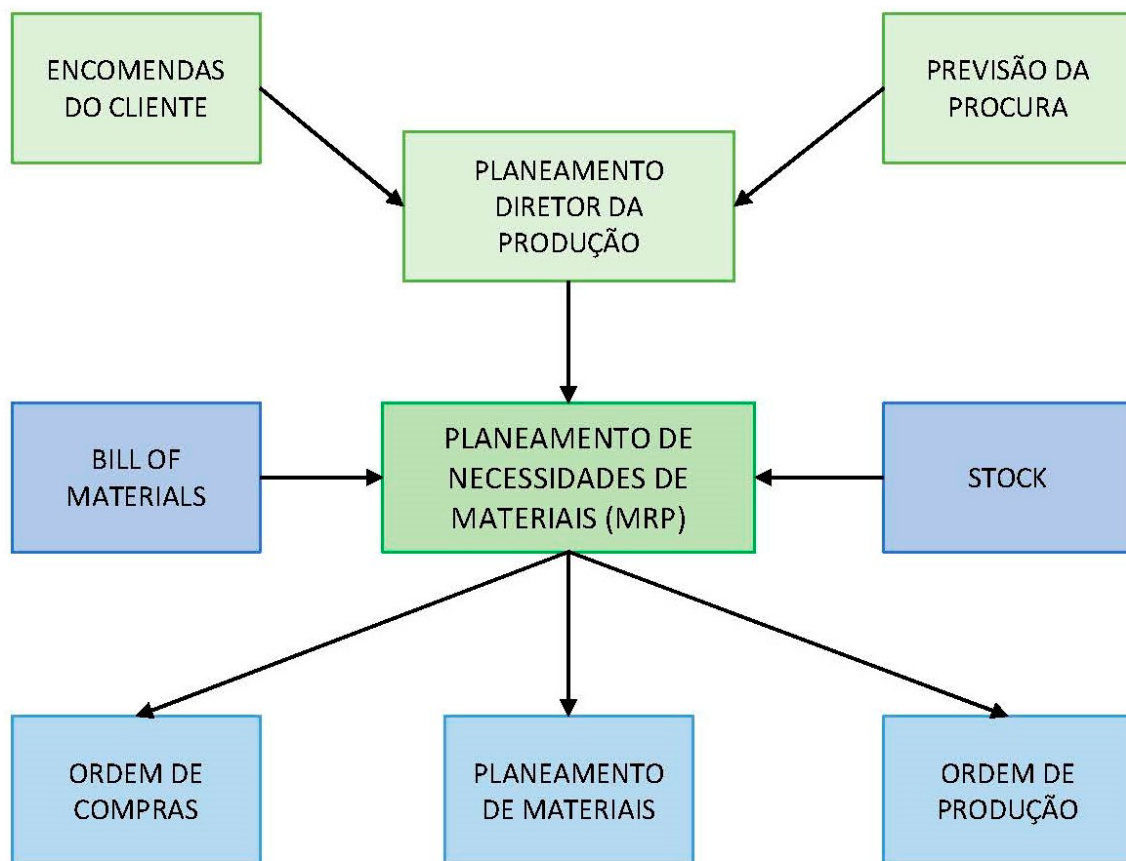 ENCOMENDAS
DO CLIENTE
PREVISÃO DA
PROCURA
PLANEAMENTO
DIRETOR DA
PRODUÇÃO
BILL OF
MATERIALS
PLANEAMENTO DE
NECESSIDADES DE
MATERIAIS (MRP)
STOCK
ORDEM DE
COMPRAS
PLANEAMENTO
DE MATERIAIS
ORDEM DE
PRODUÇÃO